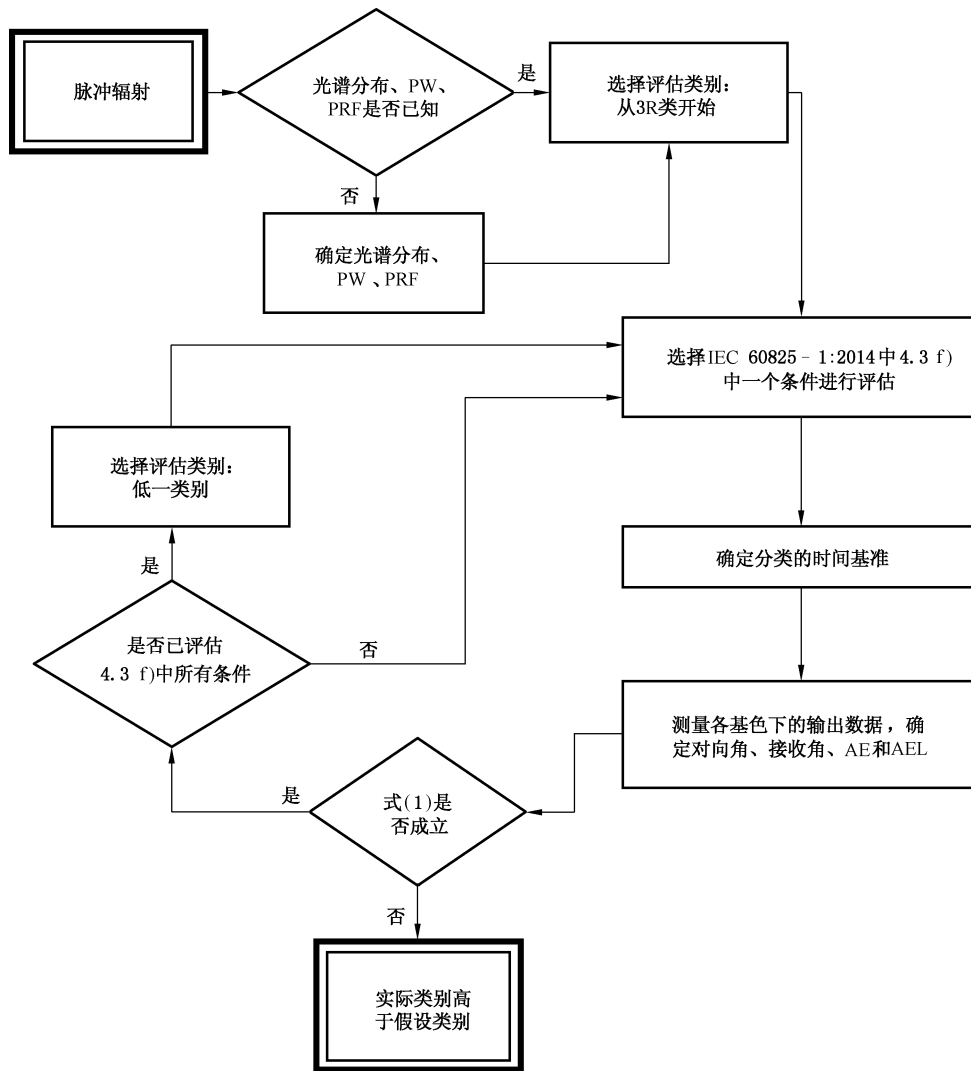 脉冲辐射
光谱分布、PW、
PRF是否已知
是
选择评估类别：
从3R类开始
否
确定光谱分布、
PW、PRF
选择IEC 60825-1:2014中4.3 f)
中一个条件进行评估
选择评估类别：
低一类别
确定分类的时间基准
是
是否已评估
4.3 f)中所有条件
否
测量各基色下的输出数据，确
定对向角、接收角、AE和AEL
是
式(1)是
否成立
否
实际类别高
于假设类别